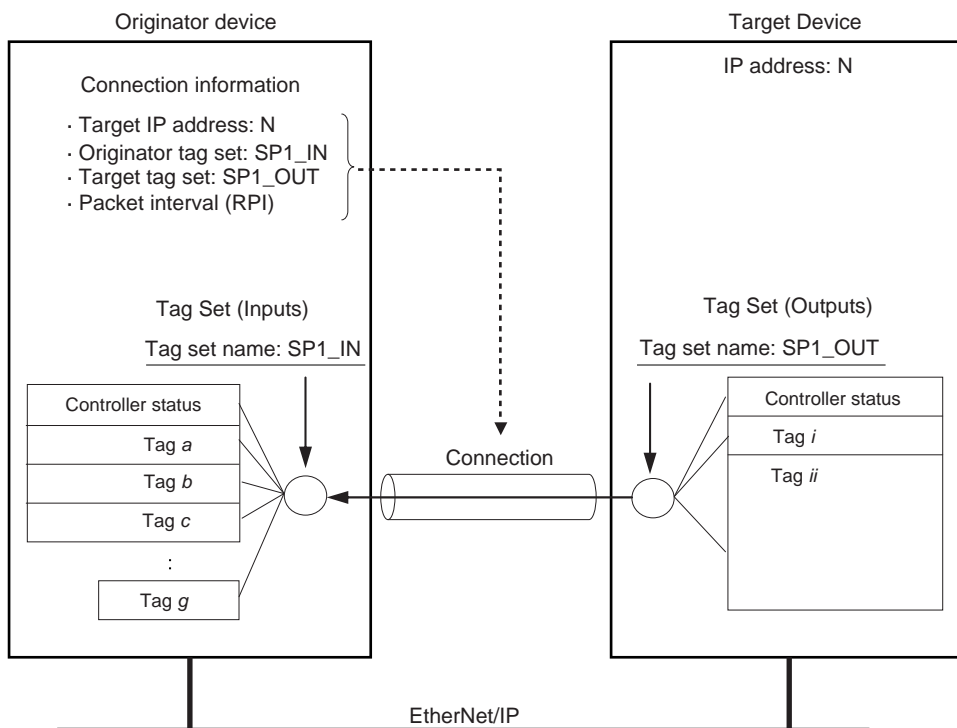 Originator device
Connection information
· Target IP address: N
· Originator tag set: SP1_IN
· Target tag set: SP1_OUT
· Packet interval (RPI)
Tag Set (Inputs)
Tag set name: SP1_IN
Controller status
Tag a
Tag b
Tag c
:
Tag g
Connection
Target Device
IP address: N
Tag Set (Outputs)
Tag set name: SP1_OUT
Controller status
Tag i
Tag ii
EtherNet/IP